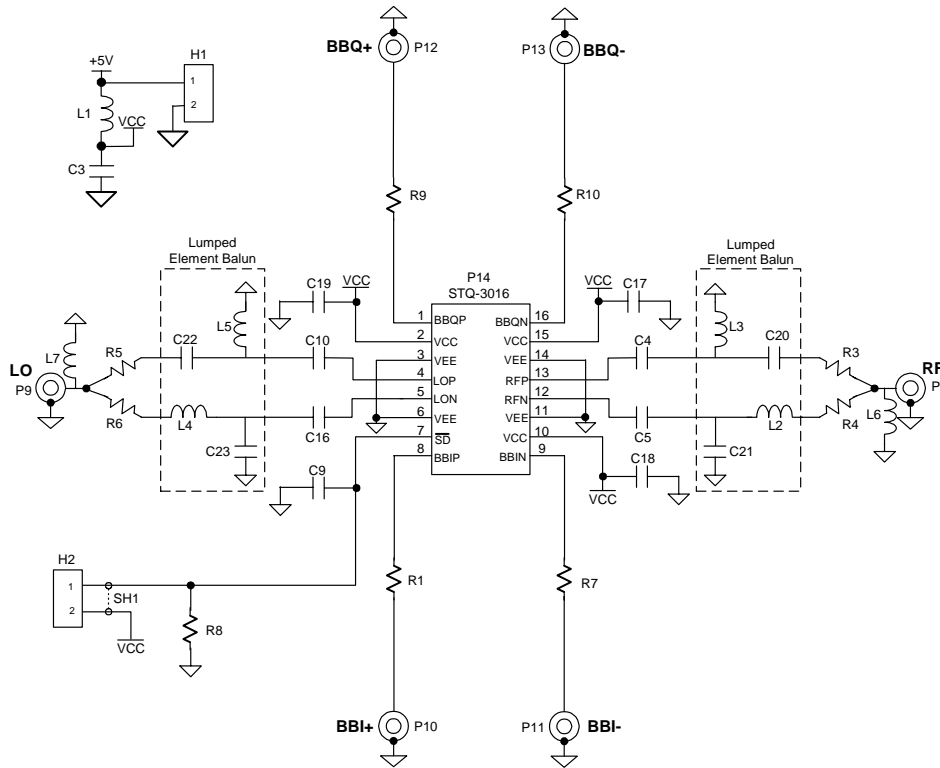 BBQ+
P12
P13
BBQ-
+5V
H1
1
2
L1
VCC
C3
R9
R10
Lumped
Element Balun
Lumped
Element Balun
P14
STQ-3016
C19
VCC
VCC
C17
L5
L3
1
BBQP
BBQN
16
2
VCC
VCC
15
3
VEE
VEE
14
4
LOP
RFP
13
5
LON
RFN
12
6
VEE
VEE
11
7
SD
VCC
10
8
BBIP
BBIN
9
LO
P9
L7
R5
C22
C10
R6
L4
C16
C23
C9
C4
C20
R3
RF
P
L6
C5
L2
R4
C21
C18
VCC
H2
1
2
SH1
VCC
R8
R1
R7
BBI+
P10
P11
BBI-